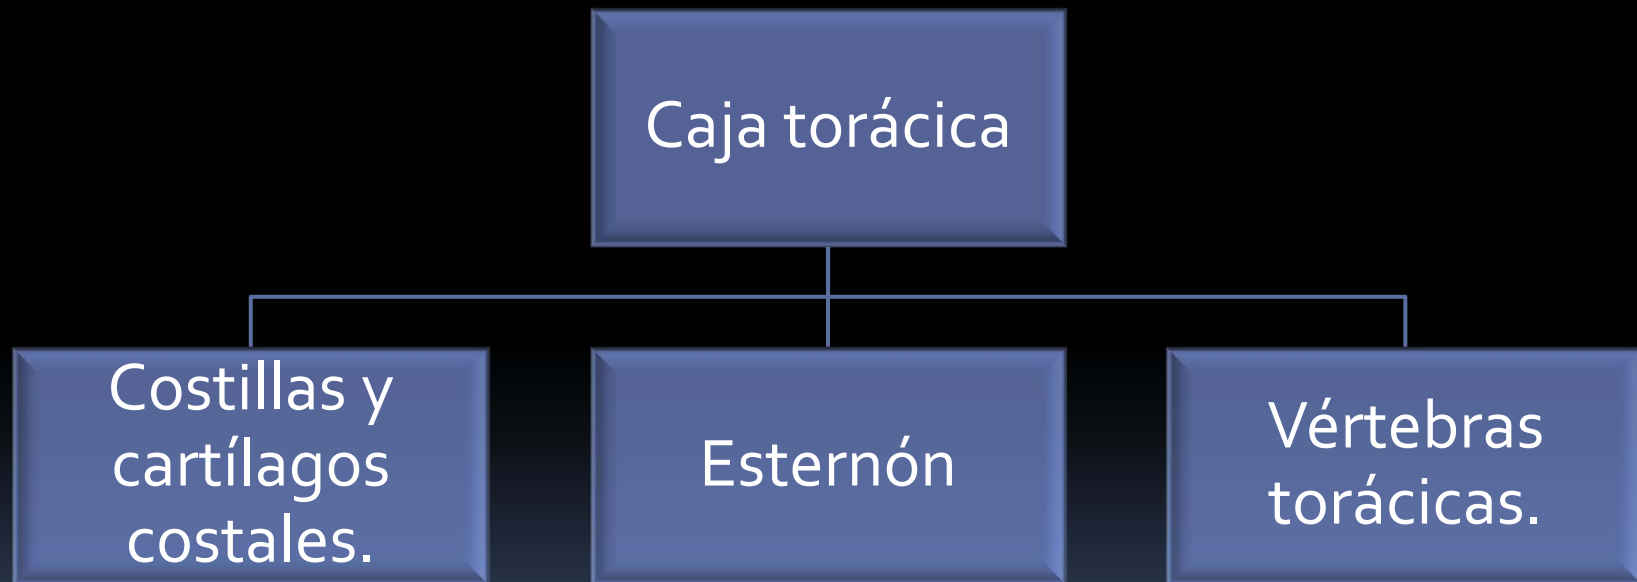 Caja torácica
Costillas y
cartílagos
costales.
Esternón
Vértebras
torácicas.